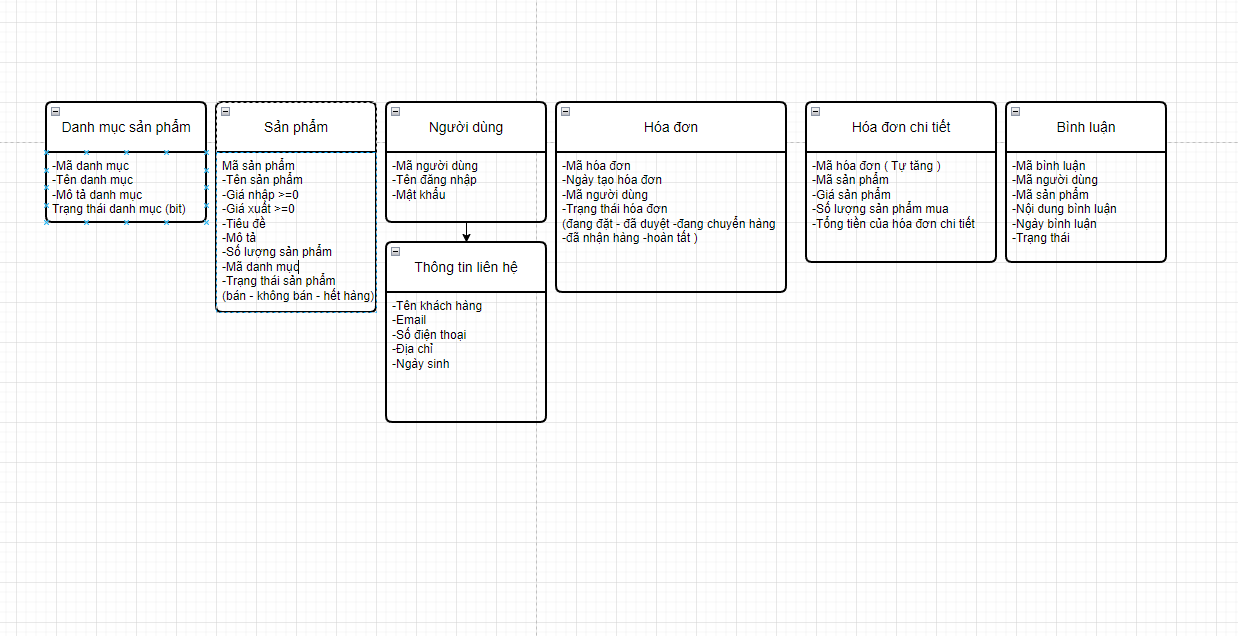 Danh mục sản phẩm
-Mã danh mục
-Tên danh mục
-Mô tả danh mục
Trạng thái danh mục (bit)
Sản phẩm
Mã sản phẩm
-Tên sản phẩm
-Giá nhập >=0
-Giá xuất >=0
-Tiêu đề
-Mô tả
-Số lượng sản phẩm
-Mã danh mục
-Trạng thái sản phẩm
(bán - không bán - hết hàng)
Người dùng
-Mã người dùng
-Tên đăng nhập
-Mật khẩu
Thông tin liên hệ
-Tên khách hàng
-Email
-Số điện thoại
-Địa chỉ
-Ngày sinh
Hóa đơn
-Mã hóa đơn
-Ngày tạo hóa đơn
-Mã người dùng
-Trạng thái hóa đơn
(đang đặt - đã duyệt -đang chuyển hàng
-đã nhận hàng -hoàn tất )
Hóa đơn chi tiết
-Mã hóa đơn ( Tự tăng )
-Mã sản phẩm
-Giá sản phẩm
-Số lượng sản phẩm mua
-Tổng tiền của hóa đơn chi tiết
Bình luận
-Mã bình luận
-Mã người dùng
-Mã sản phẩm
-Nội dung bình luận
-Ngày bình luận
-Trạng thái